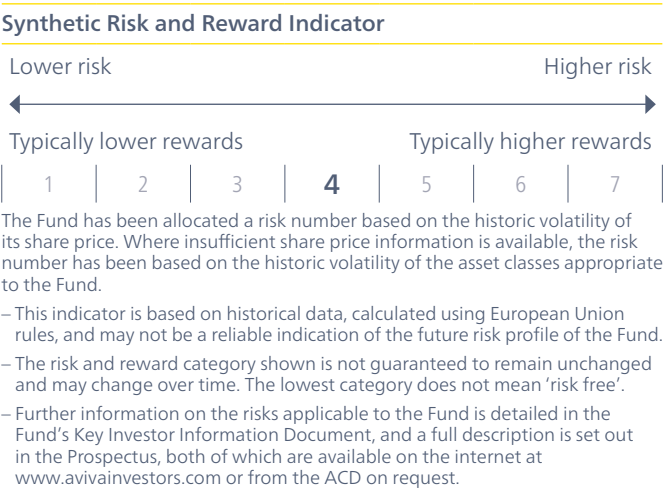 Synthetic Risk and Reward Indicator
Lower risk Higher risk
Typically lower rewards Typically higher rewards
1 2 3 4 5 6 7
The Fund has been allocated a risk number based on the historic volatility of
its share price. Where insufficient share price information is available, the risk
number has been based on the historic volatility of the asset classes appropriate
to the Fund.
– This indicator is based on historical data, calculated using European Union
rules, and may not be a reliable indication of the future risk profile of the Fund.
– The risk and reward category shown is not guaranteed to remain unchanged
and may change over time. The lowest category does not mean ‘risk free’.
– Further information on the risks applicable to the Fund is detailed in the
Fund’s Key Investor Information Document, and a full description is set out
in the Prospectus, both of which are available on the internet at
www.avivainvestors.com or from the ACD on request.